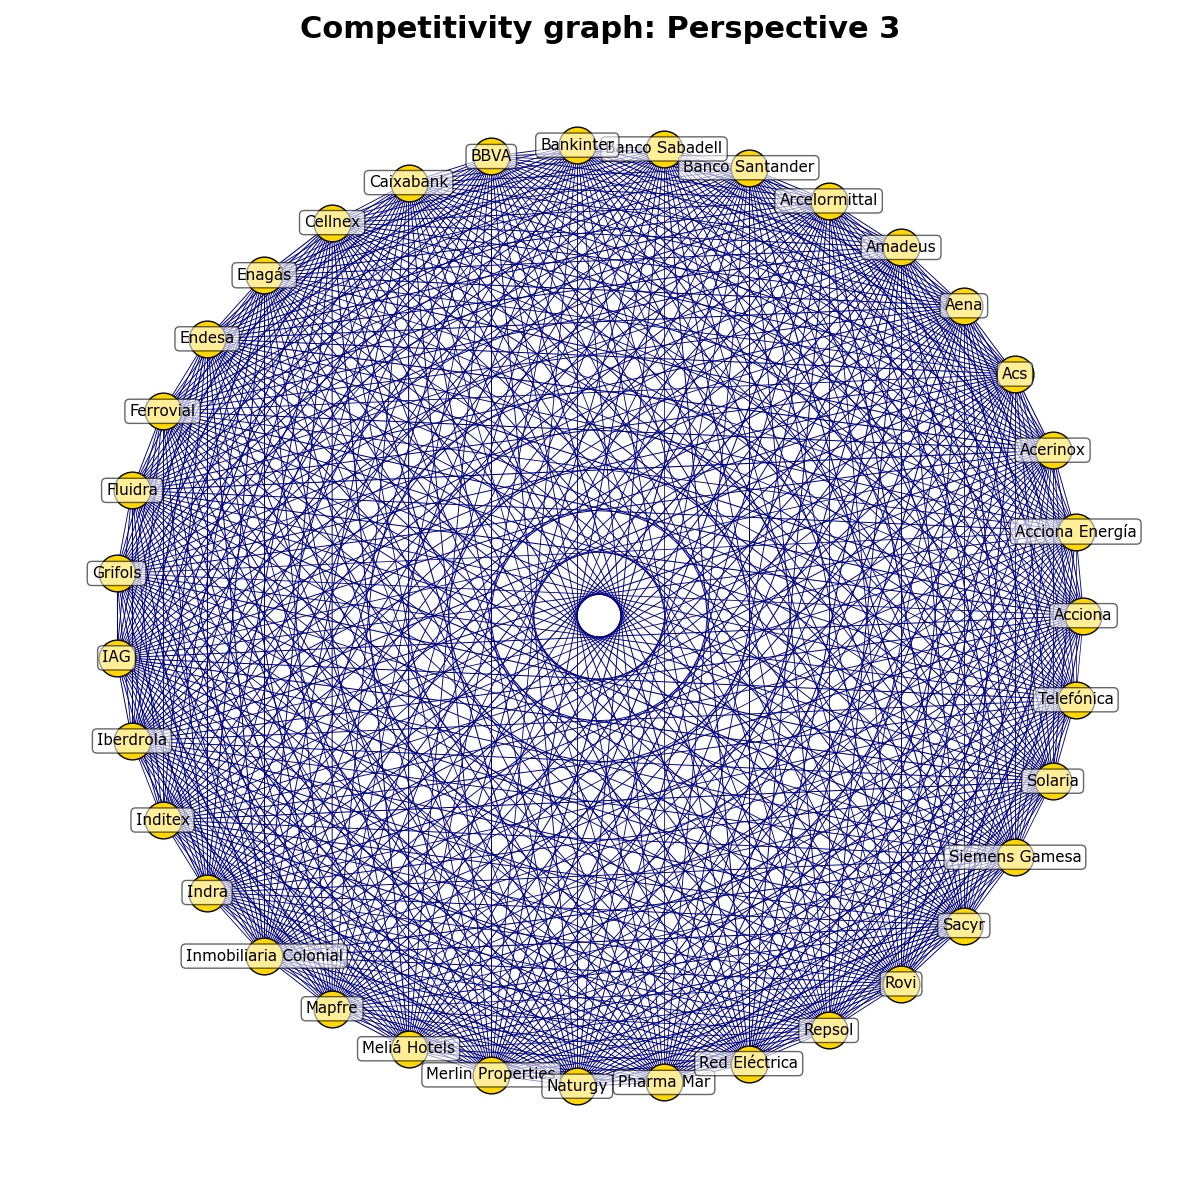 Competitivity graph: Perspective 3
Bankinter
Banco Sabadell
BBVA
Banco Santander
Caixabank
Arcelormittal
Cellnex
Amadeus
Enagás
Aena
Endesa
Acs
Ferrovial
Acerinox
Fluidra
Acciona Energía
Grifols
Acciona
IAG
Telefónica
Iberdrola
Solaria
Inditex
Siemens Gamesa
Indra
Sacyr
Inmobiliaria Colonial
Rovi
Mapfre
Repsol
Meliá Hotels
Red Eléctrica
Merlin Properties
Naturgy
Pharma Mar